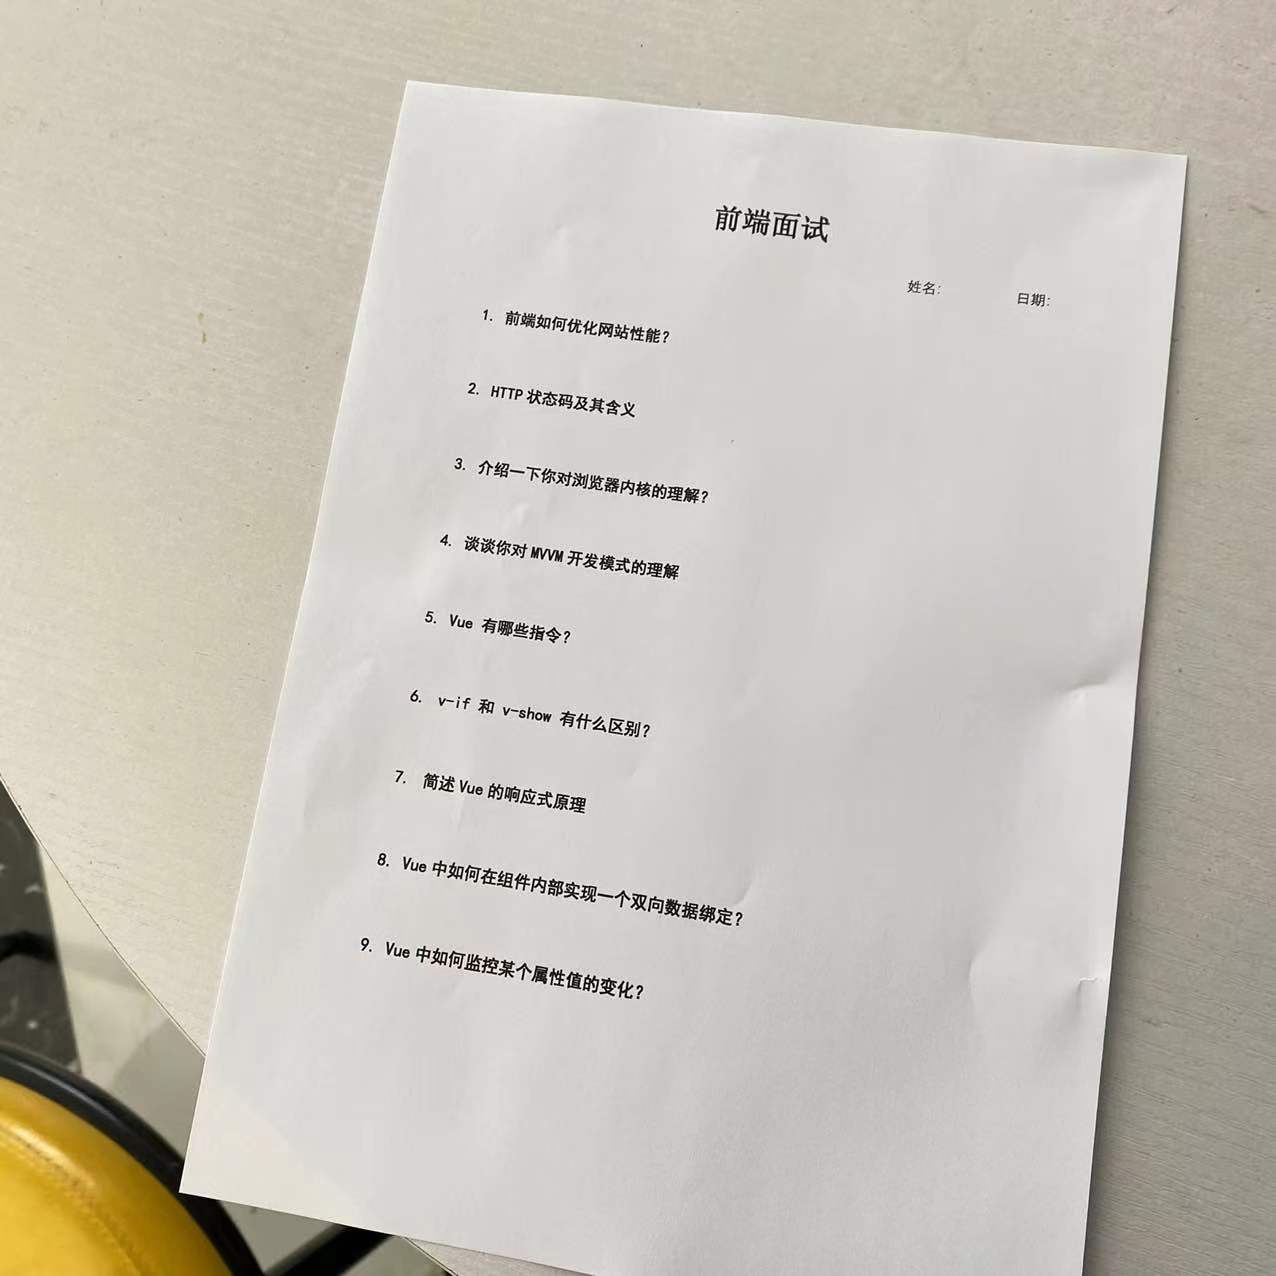 前端面试
姓名:  日期:
1. 前端如何优化网站性能？
2. HTTP 状态码及其含义
3. 介绍一下你对浏览器内核的理解？
4. 谈谈你对 MVVM 开发模式的理解
5. Vue 有哪些指令？
6. v-if 和 v-show 有什么区别？
7. 简述 Vue 的响应式原理
8. Vue 中如何在组件内部实现一个双向数据绑定？
9. Vue 中如何监控某个属性值的变化？